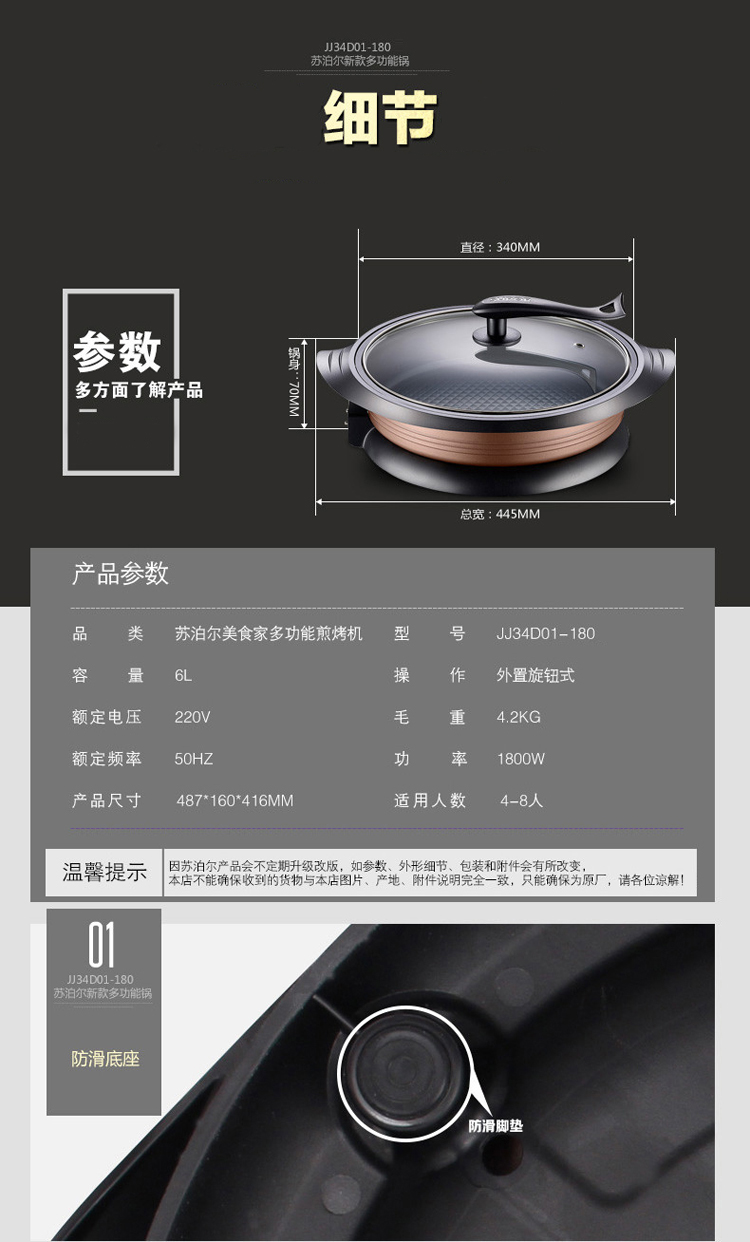 JJ34D01-180
苏泊尔新款多功能锅
细节
直径：340MM
参数
多方面了解产品
锅身：70MM
总宽：445MM
产品参数
品 类 苏泊尔美食家多功能煎烤机 型 号 JJ34D01-180
容 量 6L 操 作 外置旋钮式
额定电压 220V 毛 重 4.2KG
额定频率 50HZ 功 率 1800W
产品尺寸 487*160*416MM 适用人数 4-8人
温馨提示
因苏泊尔产品会不定期升级改版，如参数、外形细节、包装和附件会有所改变，
本店不能确保收到的货物与本店图片、产地、附件说明完全一致，只能确保为原厂，请各位谅解！
01
JJ34D01-180
苏泊尔新款多功能锅
防滑底座
防滑脚垫